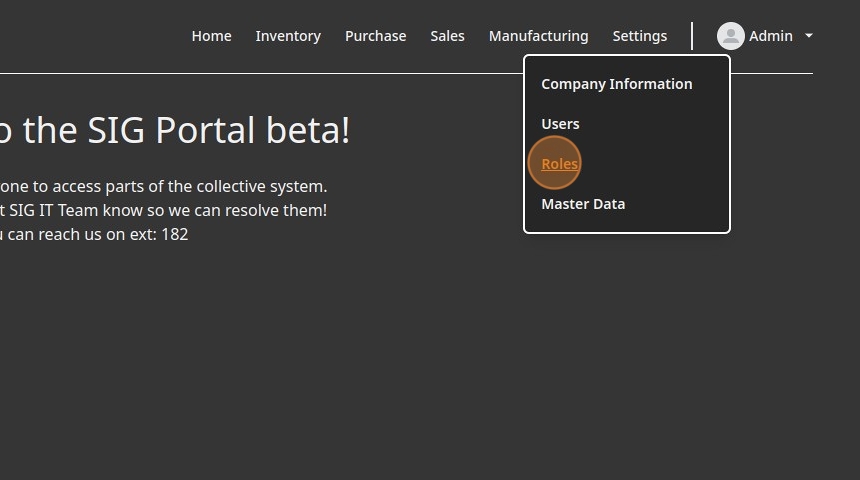 Home Inventory Purchase Sales Manufacturing Settings Admin
Company Information
Users
Roles
Master Data
o the SIG Portal beta!
one to access parts of the collective system.
t SIG IT Team know so we can resolve them!
u can reach us on ext: 182